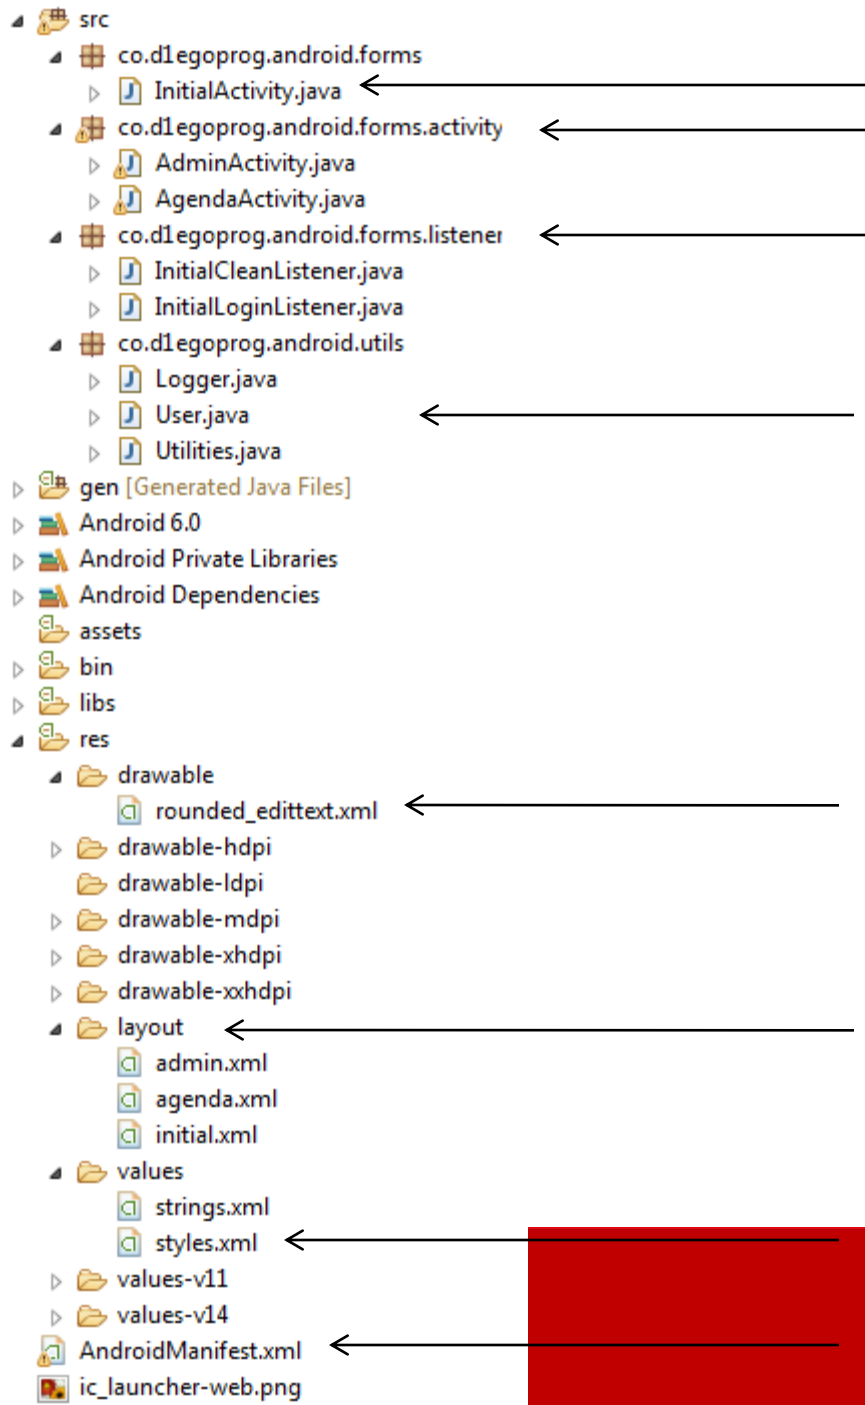 src
co.d1egoprog.android.forms
InitialActivity.java
co.d1egoprog.android.forms.activity
AdminActivity.java
AgendaActivity.java
co.d1egoprog.android.forms.listener
InitialCleanListener.java
InitialLoginListener.java
co.d1egoprog.android.utils
Logger.java
User.java
Utilities.java
gen [Generated Java Files]
Android 6.0
Android Private Libraries
Android Dependencies
assets
bin
libs
res
drawable
rounded_edittext.xml
drawable-hdpi
drawable-ldpi
drawable-mdpi
drawable-xhdpi
drawable-xxhdpi
layout
admin.xml
agenda.xml
initial.xml
values
strings.xml
styles.xml
values-v11
values-v14
AndroidManifest.xml
ic_launcher-web.png